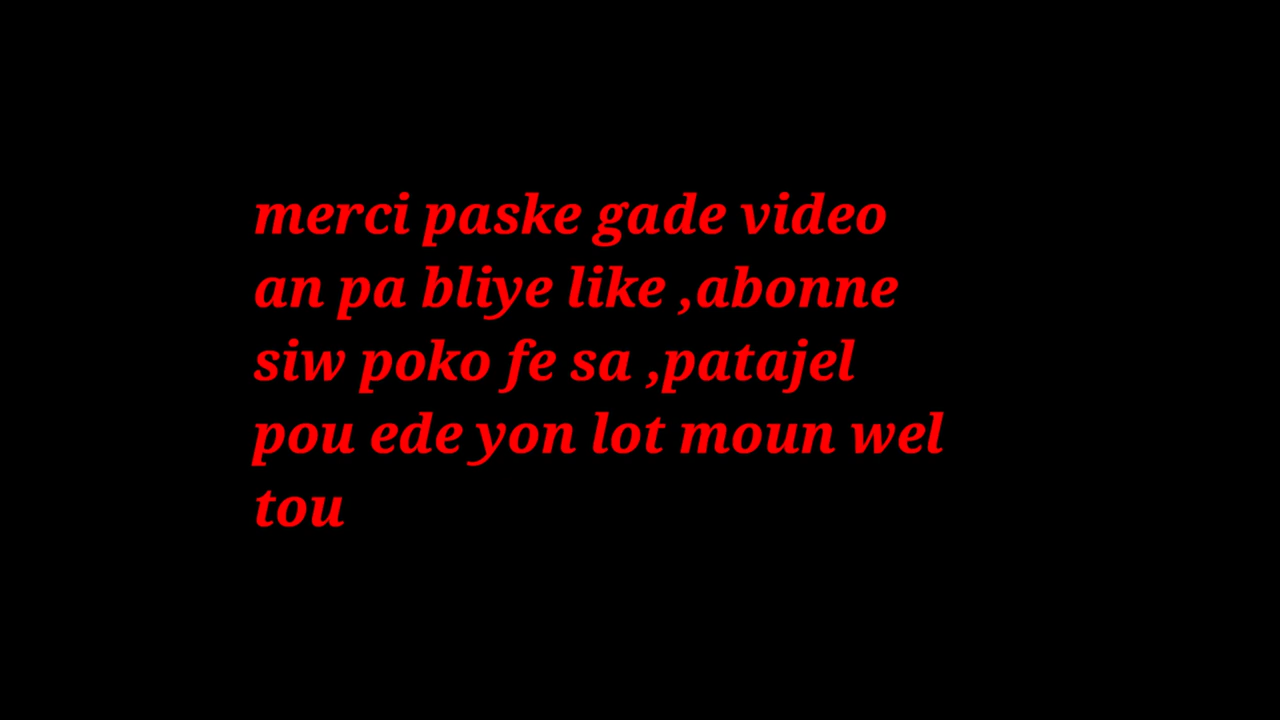 merci paske gade video
an pa bliye like ,abonne
siw poko fe sa ,patajel
pou ede yon lot moun wel
tou